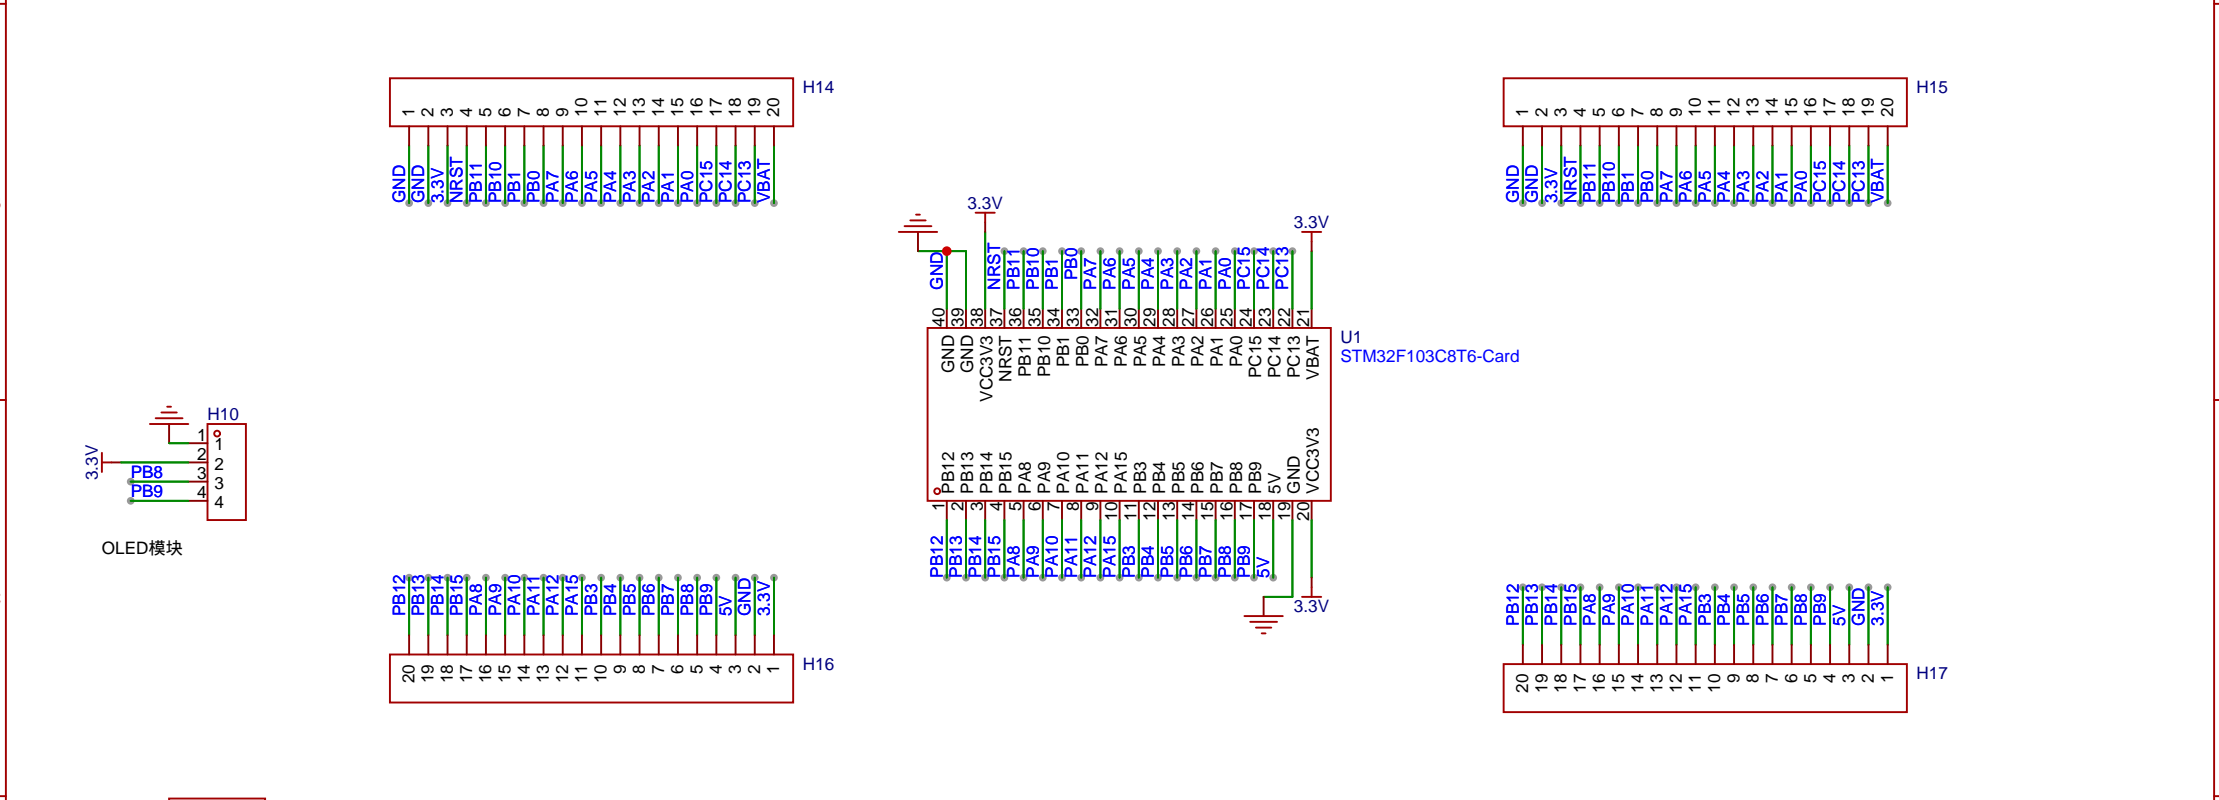 H14
1 2 3 4 5 6 7 8 9 10 11 12 13 14 15 16 17 18 19 20
GND GND 3.3V NRST PB11 PB10 PB1 PB0 PA7 PA6 PA5 PA4 PA3 PA2 PA1 PA0 PC15 PC14 PC13 VBAT
H15
1 2 3 4 5 6 7 8 9 10 11 12 13 14 15 16 17 18 19 20
GND GND 3.3V NRST PB11 PB10 PB1 PB0 PA7 PA6 PA5 PA4 PA3 PA2 PA1 PA0 PC15 PC14 PC13 VBAT
3.3V
3.3V
GND NRST PB11 PB10 PB1 PB0 PA7 PA6 PA5 PA4 PA3 PA2 PA1 PA0 PC15 PC14 PC13
40 39 38 37 36 35 34 33 32 31 30 29 28 27 26 25 24 23 22 21
U1
STM32F103C8T6-Card
GND GND VCC3V3 NRST PB11 PB10 PB1 PB0 PA7 PA6 PA5 PA4 PA3 PA2 PA1 PA0 PC15 PC14 PC13 VBAT
PB12 PB13 PB14 PB15 PA8 PA9 PA10 PA11 PA12 PA15 PB3 PB4 PB5 PB6 PB7 PB8 PB9 5V GND VCC3V3
1 2 3 4 5 6 7 8 9 10 11 12 13 14 15 16 17 18 19 20
PB12 PB13 PB14 PB15 PA8 PA9 PA10 PA11 PA12 PA15 PB3 PB4 PB5 PB6 PB7 PB8 PB9 5V
3.3V
H10
1 1
3.3V 2 2
PB8 3 3
PB9 4 4
OLED模块
PB12 PB13 PB14 PB15 PA8 PA9 PA10 PA11 PA12 PA15 PB3 PB4 PB5 PB6 PB7 PB8 PB9 5V GND 3.3V
20 19 18 17 16 15 14 13 12 11 10 9 8 7 6 5 4 3 2 1
H16
PB12 PB13 PB14 PB15 PA8 PA9 PA10 PA11 PA12 PA15 PB3 PB4 PB5 PB6 PB7 PB8 PB9 5V GND 3.3V
20 19 18 17 16 15 14 13 12 11 10 9 8 7 6 5 4 3 2 1
H17